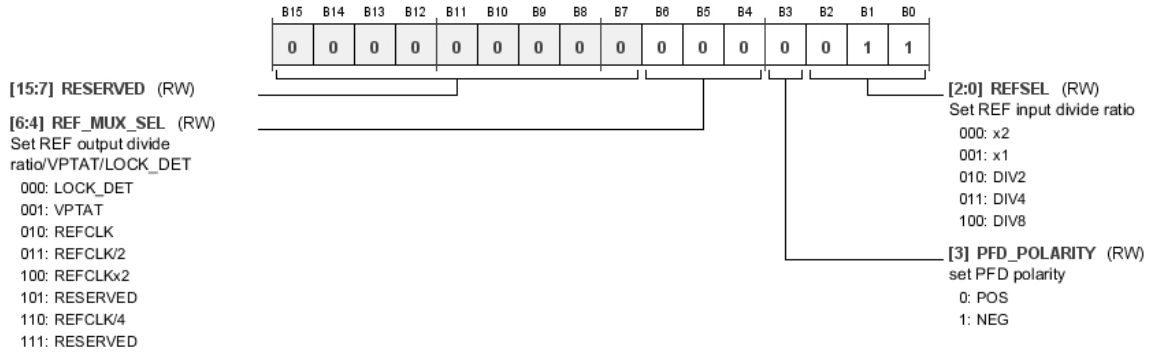 B15 B14 B13 B12 B11 B10 B9 B8 B7 B6 B5 B4 B3 B2 B1 B0
0 0 0 0 0 0 0 0 0 0 0 0 0 0 1 1
[15:7] RESERVED (RW)
[6:4] REF_MUX_SEL (RW)
Set REF output divide
ratio/VPTAT/LOCK_DET
000: LOCK_DET
001: VPTAT
010: REFCLK
011: REFCLK/2
100: REFCLKx2
101: RESERVED
110: REFCLK/4
111: RESERVED
[2:0] REFSEL (RW)
Set REF input divide ratio
000: x2
001: x1
010: DIV2
011: DIV4
100: DIV8
[3] PFD_POLARITY (RW)
set PFD polarity
0: POS
1: NEG